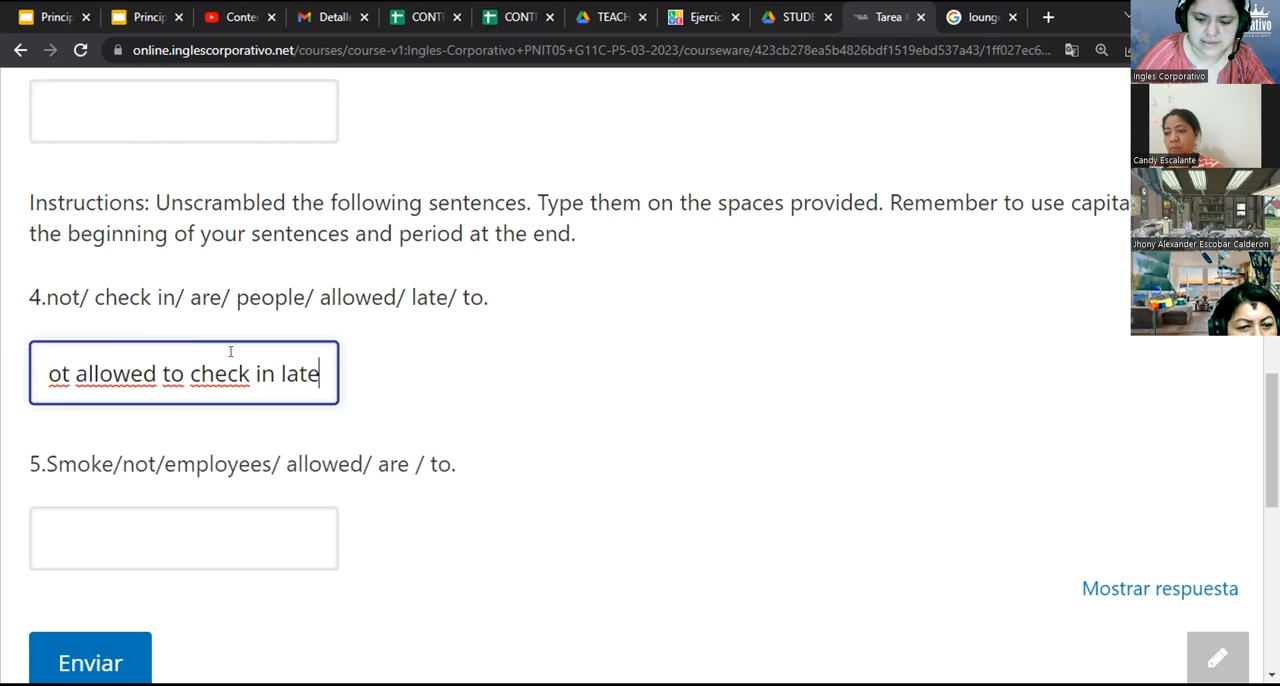 Princip
Princip
Conte
Detall
CONT
CONT
TEACH
Ejerci
STUD
Tarea
loung
online.inglescorporativo.net/courses/course-v1:Ingles-Corporativo+PNIT05+G11C-P5-03-2023/courseware/423cb278ea5b4826bdf1519ebd537a43/1ff027ec6...
Ingles Corporativo
Candy Escalante
Jhony Alexander Escobar Calderon
Instructions: Unscrambled the following sentences. Type them on the spaces provided. Remember to use capita
the beginning of your sentences and period at the end.
4.not/ check in/ are/ people/ allowed/ late/ to.
ot allowed to check in late
5.Smoke/not/employees/ allowed/ are / to.
Mostrar respuesta
Enviar